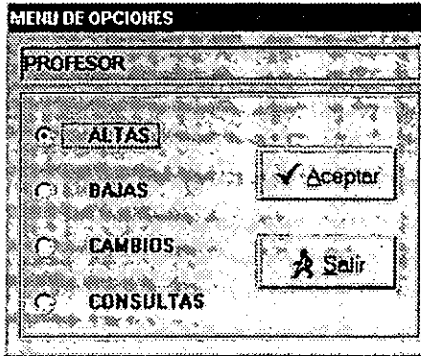 MENU DE OPCIONES
PROFESOR
ALTAS
BAJAS
CAMBIOS
CONSULTAS
Aceptar
Salir